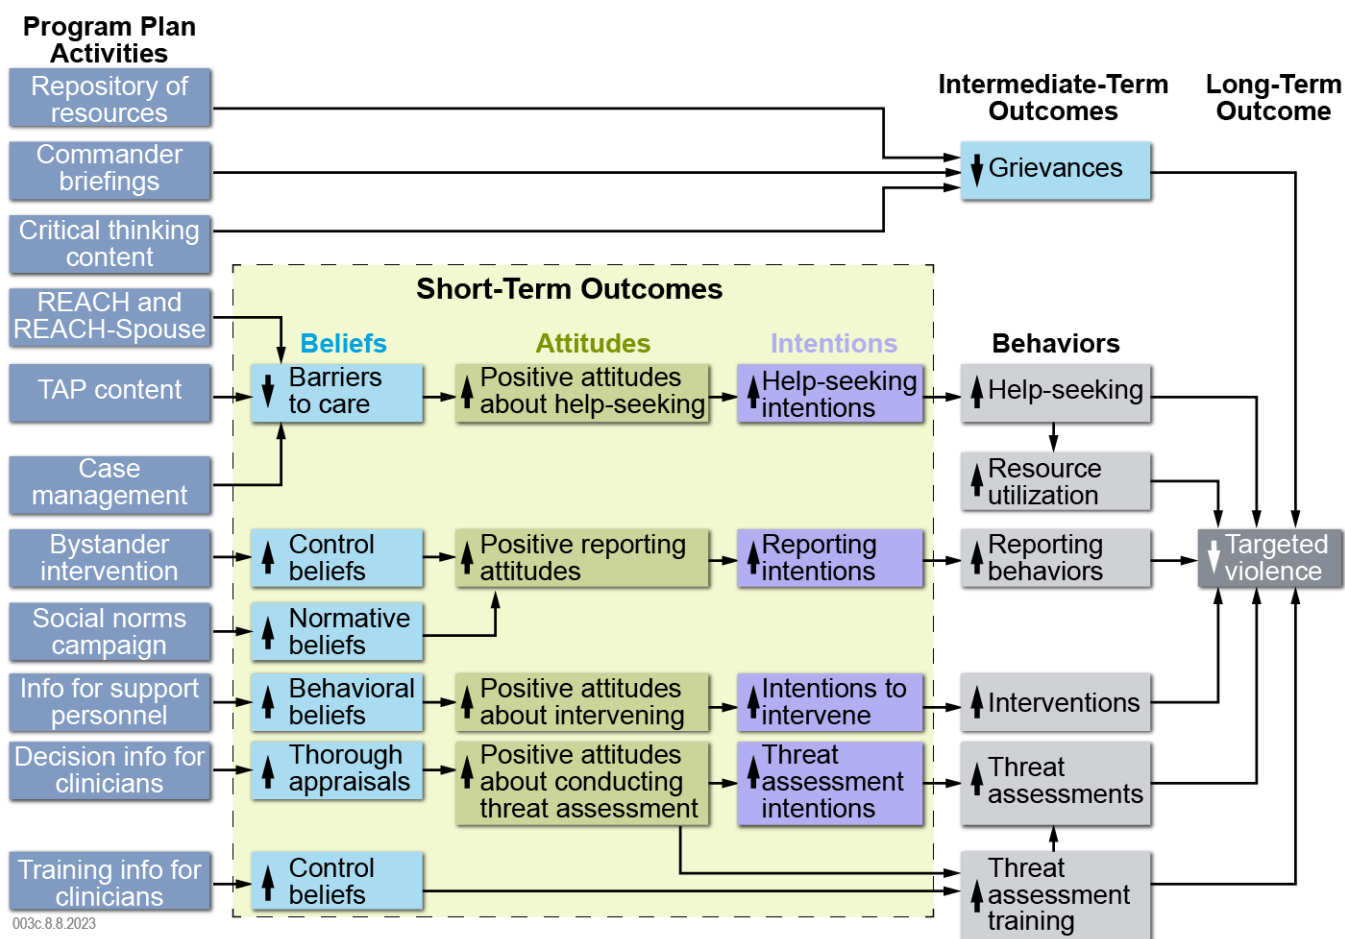 Program Plan
Activities
Repository of
resources
Commander
briefings
Critical thinking
content
REACH and
REACH-Spouse
TAP content
Case
management
Bystander
intervention
Social norms
campaign
Info for support
personnel
Decision info for
clinicians
Training info for
clinicians
003c.8.8.2023
Short-Term Outcomes
Beliefs
Barriers
to care
Control
beliefs
Normative
beliefs
Behavioral
beliefs
Thorough
appraisals
Control
beliefs
Attitudes
Positive attitudes
about help-seeking
Positive reporting
attitudes
Positive attitudes
about intervening
Positive attitudes
about conducting
threat assessment
Intentions
Help-seeking
intentions
Reporting
intentions
Intentions to
intervene
Threat
assessment
intentions
Intermediate-Term
Outcomes
Grievances
Behaviors
Help-seeking
Resource
utilization
Reporting
behaviors
Interventions
Threat
assessments
Threat
assessment
training
Long-Term
Outcome
Targeted
violence